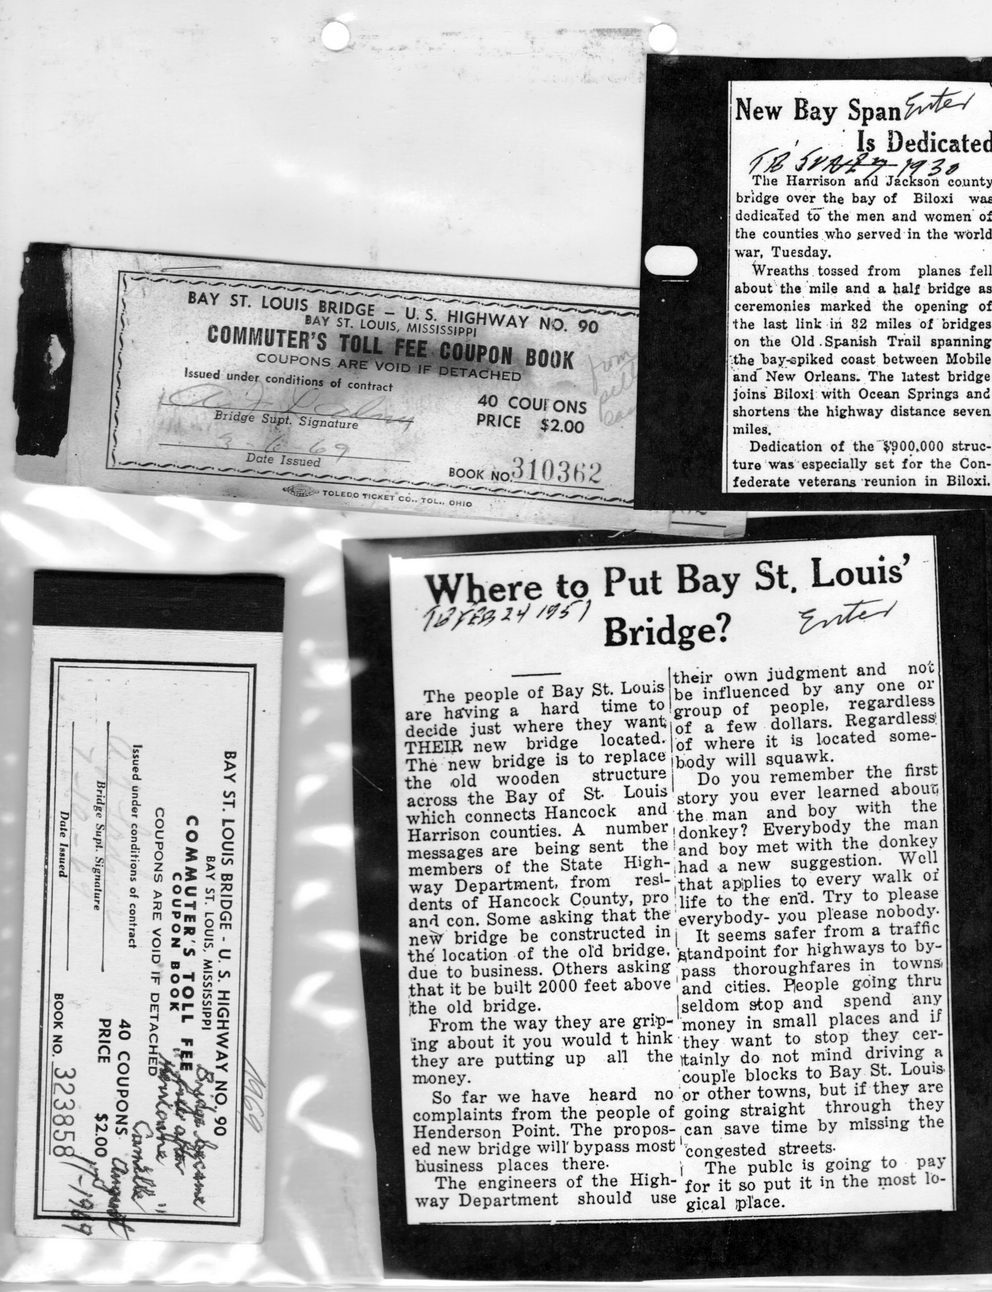 New Bay Span Enter
Is Dedicated
1930
The Harrison and Jackson county
bridge over the bay of Biloxi was
dedicated to the men and women of
the counties who served in the world
war, Tuesday.
Wreaths tossed from planes fell
about the mile and a half bridge as
ceremonies marked the opening of
the last link in 32 miles of bridges
on the Old Spanish Trail spanning
the bay-spiked coast between Mobile
and New Orleans. The latest bridge
joins Biloxi with Ocean Springs and
shortens the highway distance seven
miles.
Dedication of the $900,000 struc-
ture was especially set for the Con-
federate veterans reunion in Biloxi.
BAY ST. LOUIS BRIDGE – U. S. HIGHWAY NO. 90
BAY ST. LOUIS, MISSISSIPPI
COMMUTER'S TOLL FEE COUPON BOOK
COUPONS ARE VOID IF DETACHED
Issued under conditions of contract
Bridge Supt. Signature
40 COUPONS
PRICE $2.00
3-6-69
Date Issued
BOOK NO. 310362
TOLEDO TICKET CO., TOL., OHIO
Where to Put Bay St. Louis'
Bridge?
FEB 24 1951
Enter
The people of Bay St. Louis
are having a hard time to
decide just where they want
THEIR new bridge located.
The new bridge is to replace
the old wooden structure
across the Bay of St. Louis
which connects Hancock and
Harrison counties. A number
messages are being sent the
members of the State High-
way Department, from resi-
dents of Hancock County, pro
and con. Some asking that the
new bridge be constructed in
the location of the old bridge,
due to business. Others asking
that it be built 2000 feet above
the old bridge.
From the way they are grip-
ing about it you would t hink
they are putting up all the
money.
So far we have heard no
complaints from the people of
Henderson Point. The propos-
ed new bridge will bypass most
business places there.
The engineers of the High-
way Department should use
their own judgment and not
be influenced by any one or
group of people, regardless
of a few dollars. Regardless
of where it is located some-
body will squawk.
Do you remember the first
story you ever learned about
the man and boy with the
donkey? Everybody the man
and boy met with the donkey
had a new suggestion. Well
that applies to every walk of
life to the end. Try to please
everybody- you please nobody.
It seems safer from a traffic
standpoint for highways to by-
pass thoroughfares in towns
and cities. People going thru
seldom stop and spend any
money in small places and if
they want to stop they cer-
tainly do not mind driving a
couple blocks to Bay St. Louis
or other towns, but if they are
going straight through they
can save time by missing the
congested streets.
The publc is going to pay
for it so put it in the most lo-
gical place.
BAY ST. LOUIS BRIDGE - U. S. HIGHWAY NO. 90
BAY ST. LOUIS, MISSISSIPPI
COMMUTER'S TOLL FEE
COUPON BOOK
COUPONS ARE VOID IF DETACHED
Issued under conditions of contract
Bridge Supt. Signature
Date Issued
40 COUPONS
PRICE $2.00
BOOK NO. 323858
1969
Bridge became
free after
"Hurricane
Camille"
August
17-1969